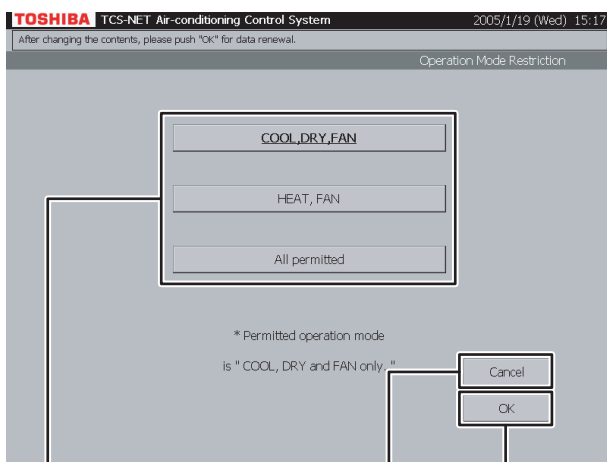 TOSHIBA TCS-NET Air-conditioning Control System 2005/1/19 (Wed) 15:17
After changing the contents, please push "OK" for data renewal.
Operation Mode Restriction
COOL,DRY,FAN
HEAT, FAN
All permitted
* Permitted operation mode
is " COOL, DRY and FAN only. "
Cancel
OK